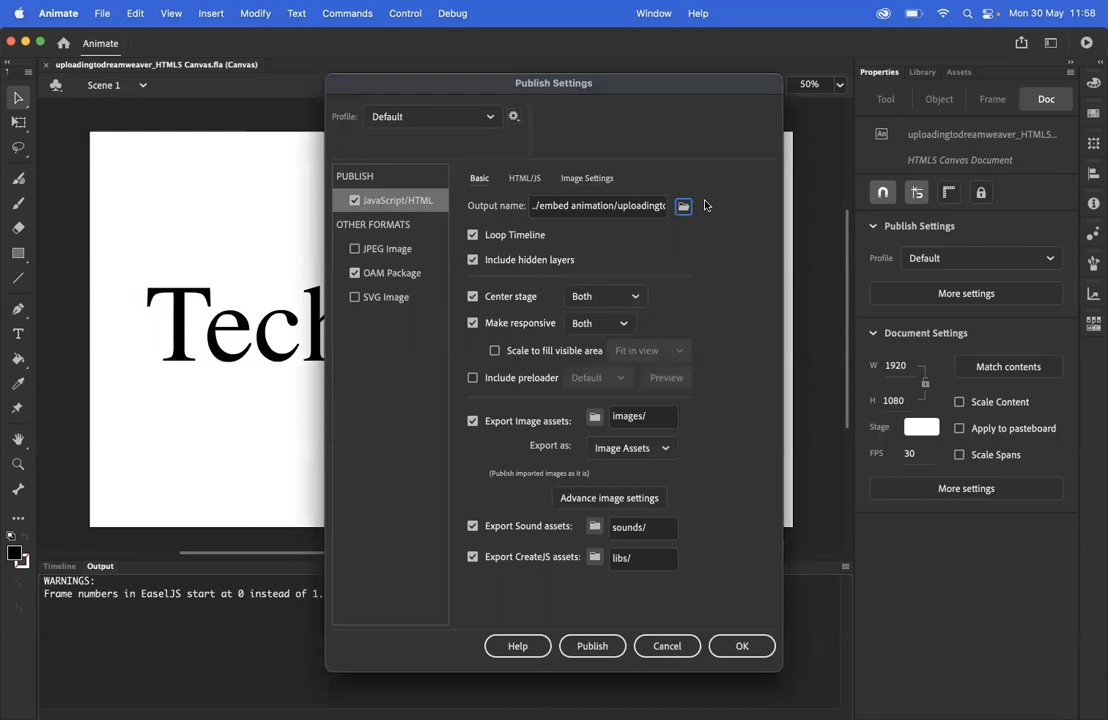 Animate File Edit View Insert Modify Text Commands Control Debug Window Help Mon 30 May 11:58
Animate
uploadingtodreamweaver_HTML5 Canvas.fla (Canvas)
Scene 1
50%
Publish Settings
Profile: Default
PUBLISH
JavaScript/HTML
OTHER FORMATS
JPEG Image
OAM Package
SVG Image
Basic HTML/JS Image Settings
Output name: ./embed animation/uploadingtc
Loop Timeline
Include hidden layers
Center stage Both
Make responsive Both
Scale to fill visible area Fit in view
Include preloader Default Preview
Export Image assets: images/
Export as: Image Assets
(Publish imported images as it is)
Advance image settings
Export Sound assets: sounds/
Export CreateJS assets: libs/
Help Publish Cancel OK
Tech
Timeline Output
WARNINGS:
Frame numbers in EaselJS start at 0 instead of 1.
Properties Library Assets
Tool Object Frame Doc
An uploadingtodreamweaver_HTML5...
HTML5 Canvas Document
Publish Settings
Profile Default
More settings
Document Settings
W 1920 Match contents
H 1080 Scale Content
Stage Apply to pasteboard
FPS 30 Scale Spans
More settings